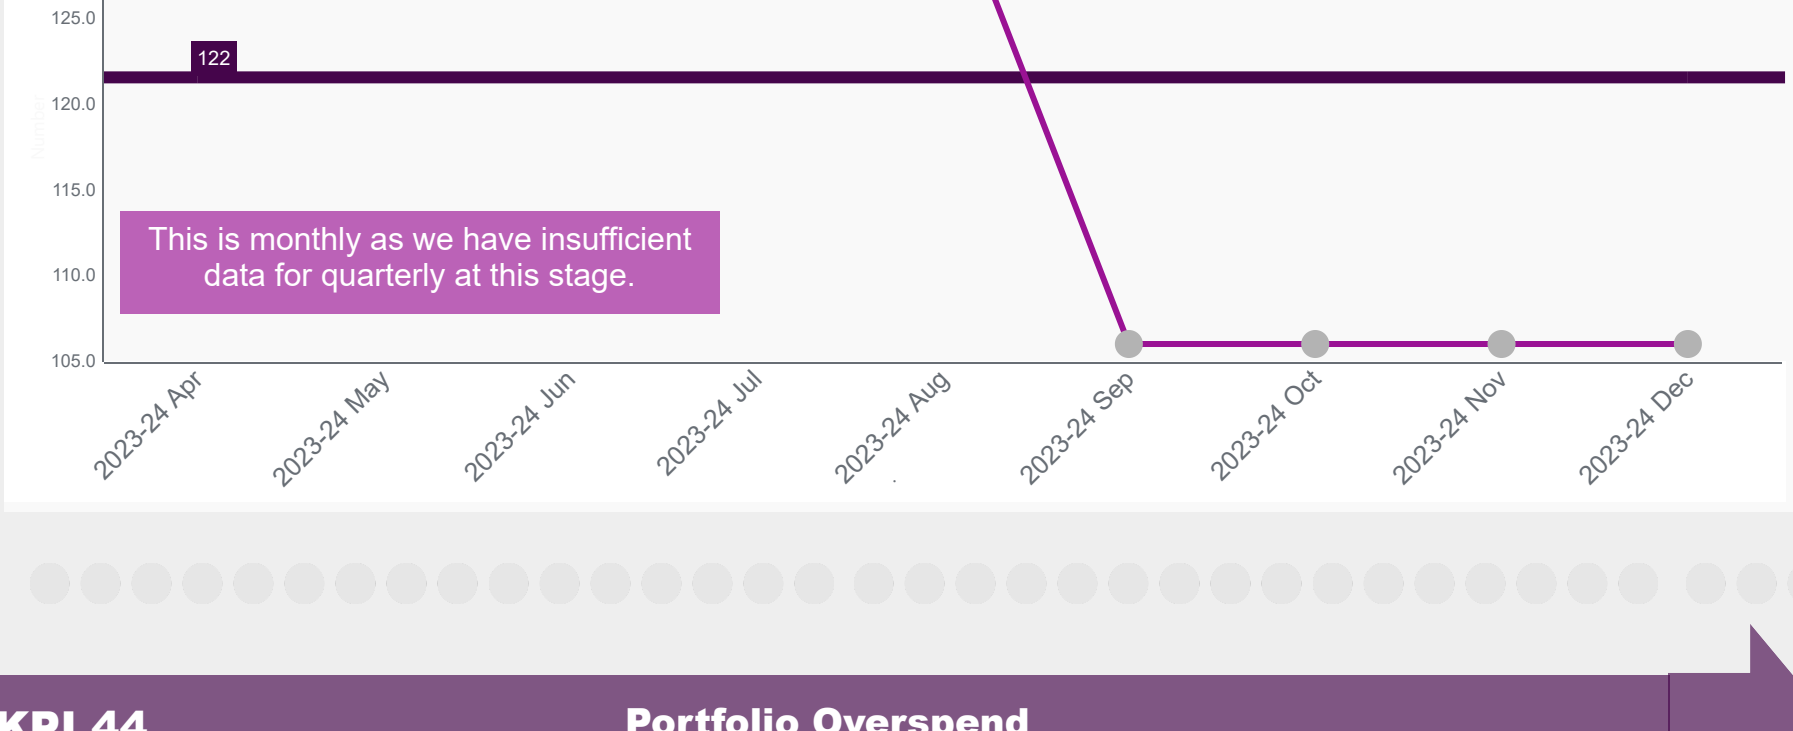 125.0
122
120.0
Number
115.0
This is monthly as we have insufficient
data for quarterly at this stage.
110.0
105.0
2023-24 Apr
2023-24 May
2023-24 Jun
2023-24 Jul
2023-24 Aug
2023-24 Sep
2023-24 Oct
2023-24 Nov
2023-24 Dec
KPI 44
Portfolio Overspend